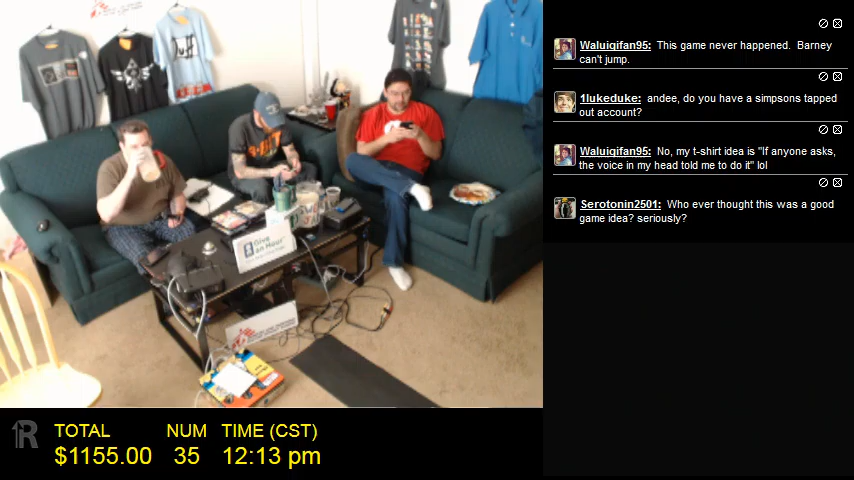 Waluigifan95: This game never happened. Barney
can't jump.
1lukeduke: andee, do you have a simpsons tapped
out account?
Waluigifan95: No, my t-shirt idea is "If anyone asks,
the voice in my head told me to do it" lol
Serotonin2501: Who ever thought this was a good
game idea? seriously?
Give
an Hour
TOTAL NUM TIME (CST)
$1155.00 35 12:13 pm